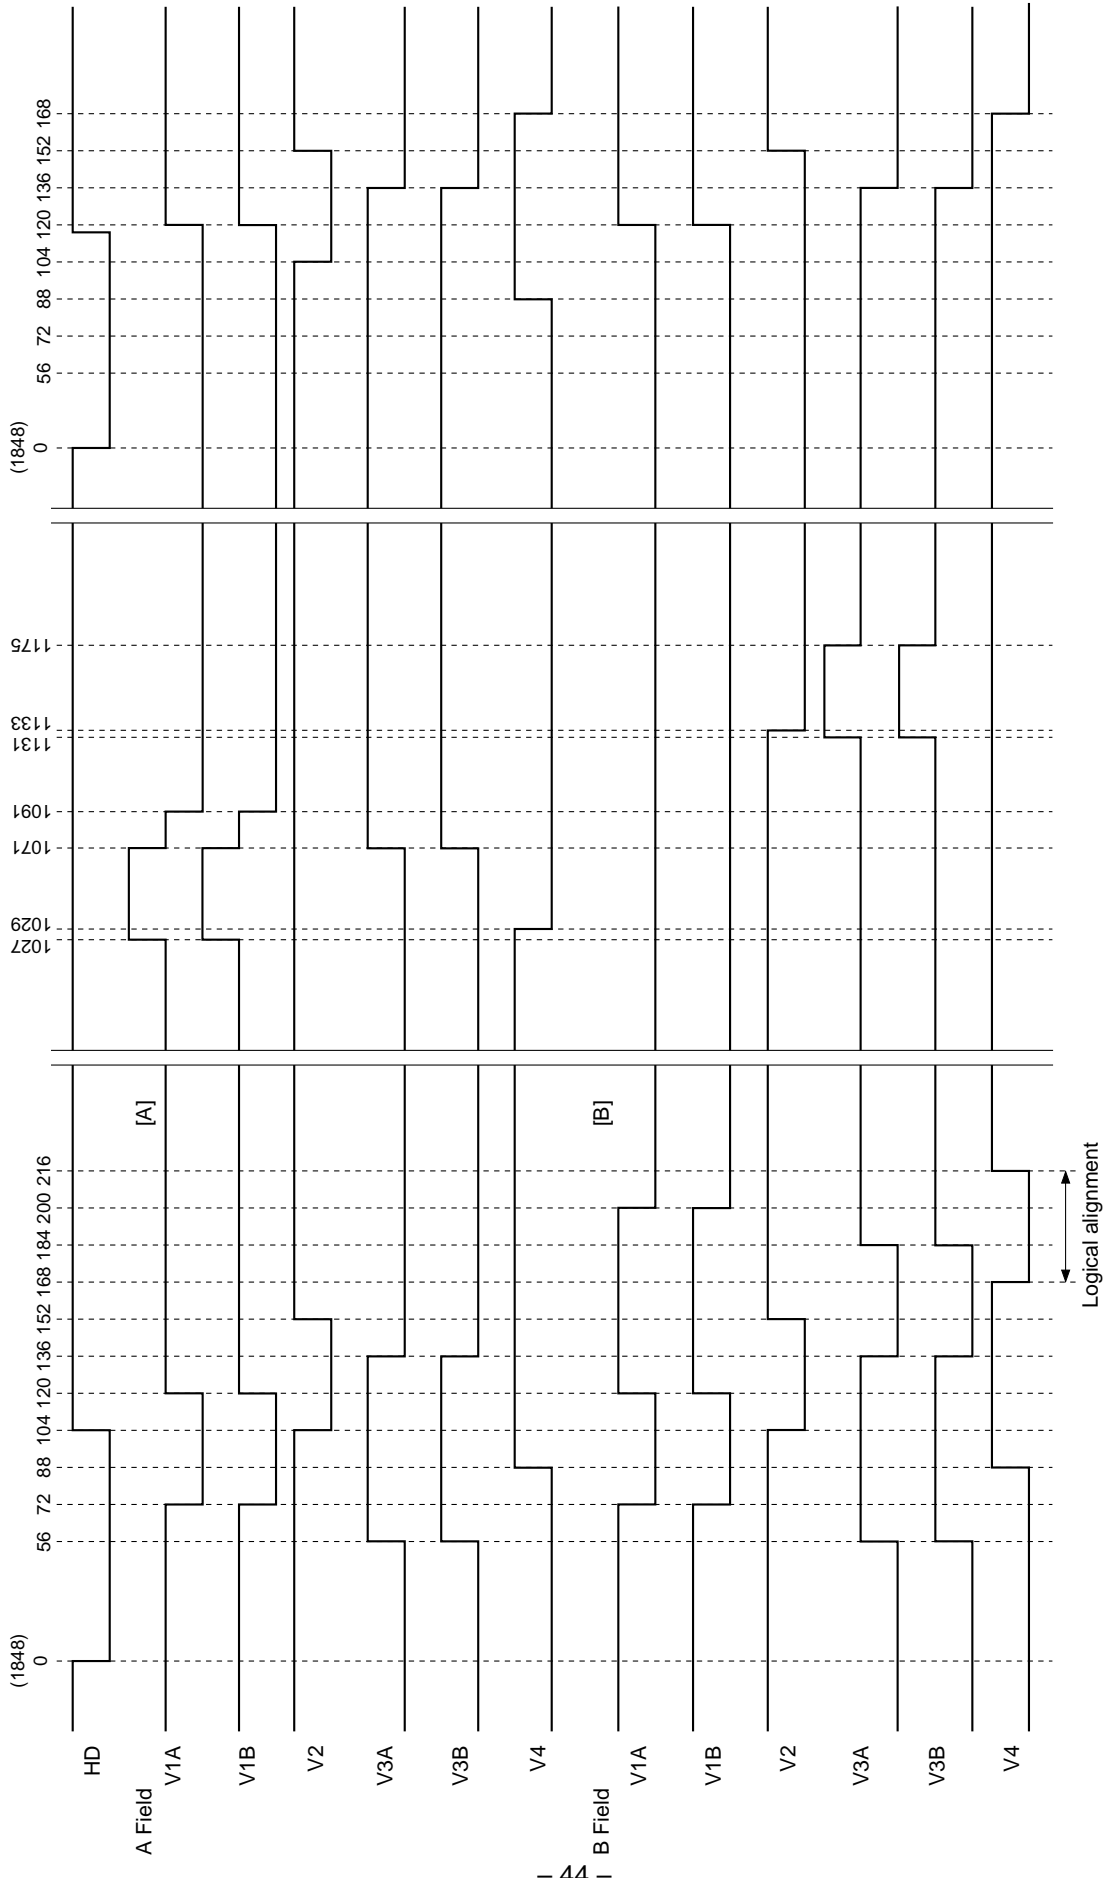 HD
A Field
V1A
V1B
V2
V3A
V3B
V4
B Field
V1A
V1B
V2
V3A
V3B
V4
(1848)
0
56
72
88
104
120
136
152
168
184
200
216
[A]
[B]
Logical alignment
1027
1029
1071
1091
1131
1133
1175
(1848)
0
56
72
88
104
120
136
152
168
– 44 –